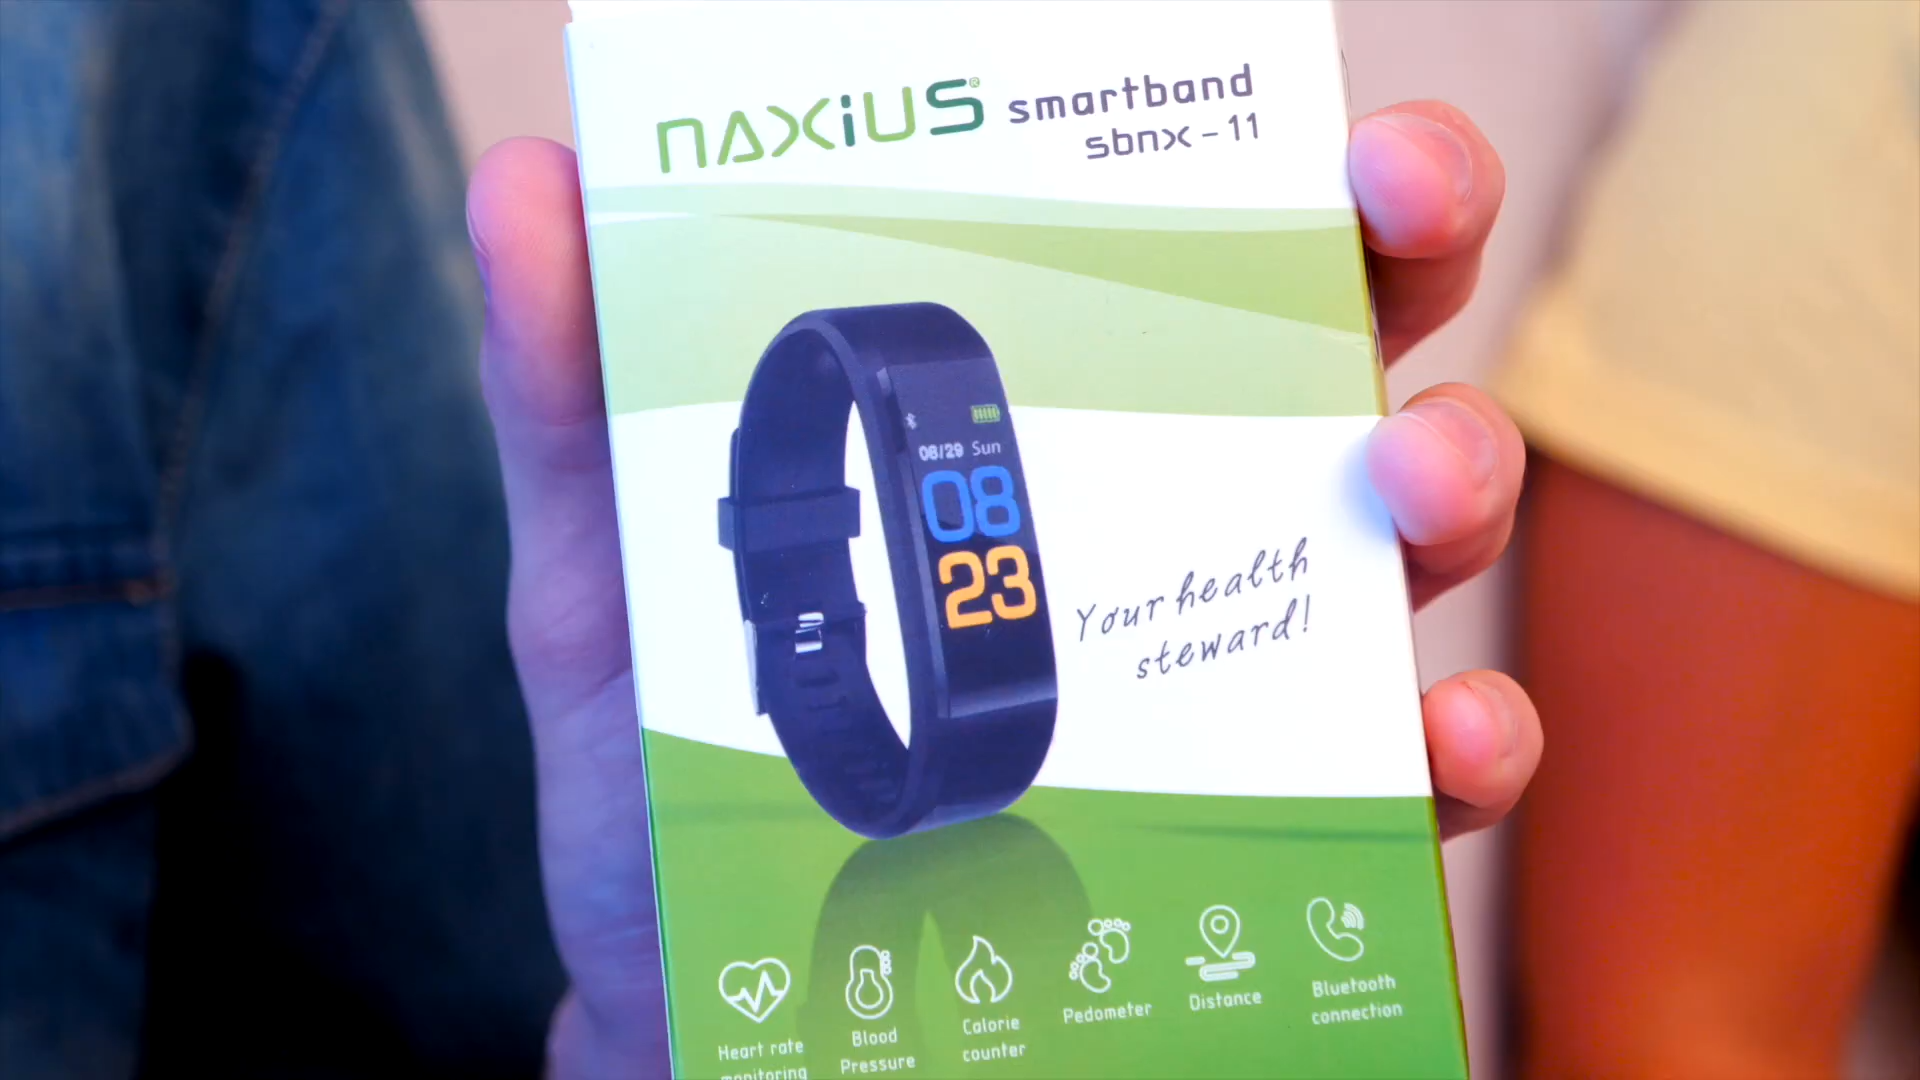 NAXiUS® smartband
sbnx-11
08/29 Sun
08
23
Your health
steward!
Heart rate
monitoring
Blood
Pressure
Calorie
counter
Pedometer
Distance
Bluetooth
connection